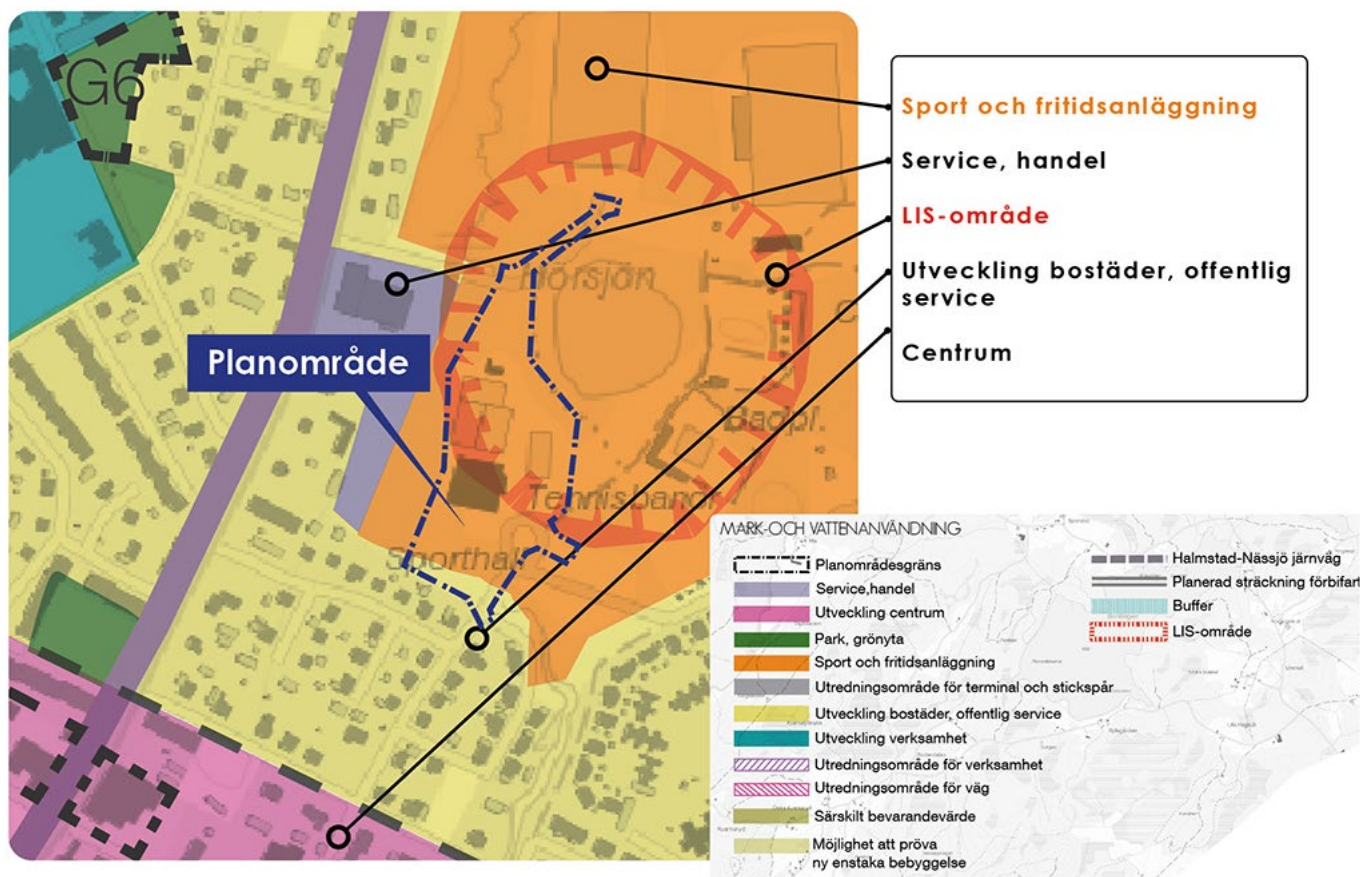 G6
Hörsjön
Planområde
Badpl.
Tennisbanor
Sporthall
Sport och fritidsanläggning
Service, handel
LIS-område
Utveckling bostäder, offentlig
service
Centrum
MARK-OCH VATTENANVÄNDNING
Planområdesgräns
Service,handel
Utveckling centrum
Park, grönyta
Sport och fritidsanläggning
Utredningsområde för terminal och stickspår
Utveckling bostäder, offentlig service
Utveckling verksamhet
Utredningsområde för verksamhet
Utredningsområde för väg
Särskilt bevarandevärde
Möjlighet att pröva
ny enstaka bebyggelse
Halmstad-Nässjö järnväg
Planerad sträckning förbifart
Buffer
LIS-område